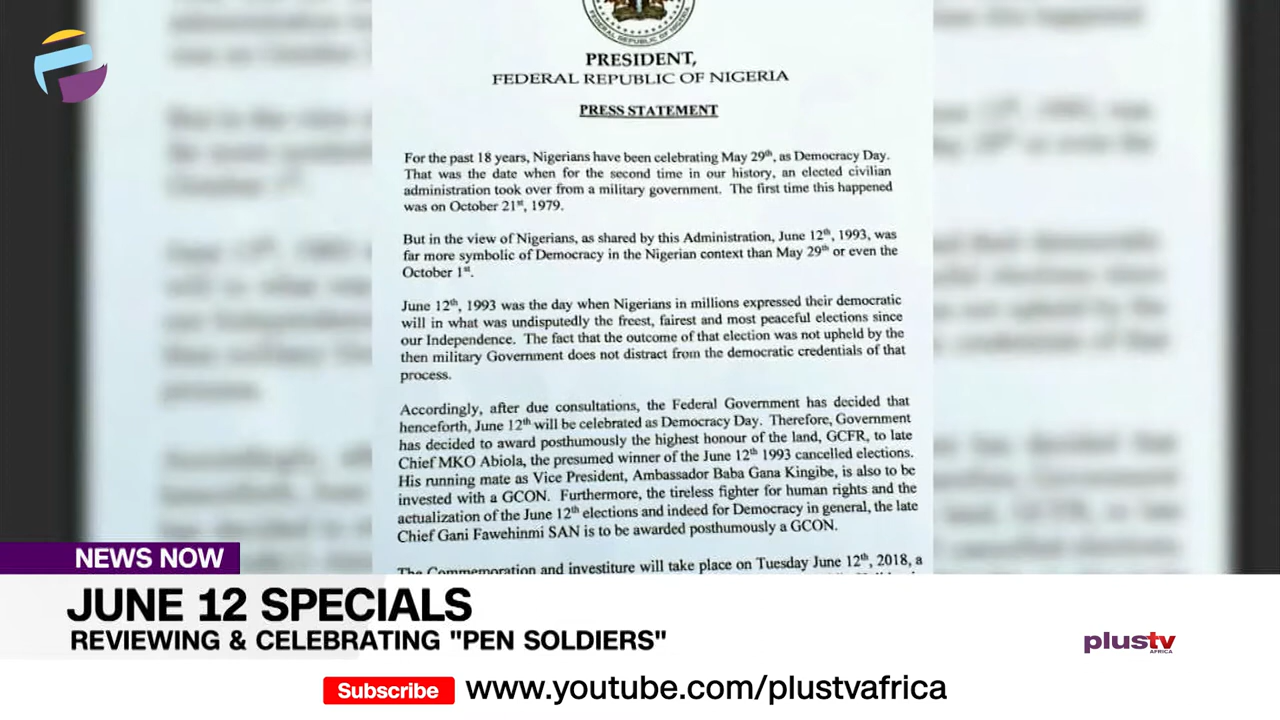 FEDERAL REPUBLIC OF NIGERIA
PRESIDENT,
FEDERAL REPUBLIC OF NIGERIA
PRESS STATEMENT
For the past 18 years, Nigerians have been celebrating May 29th, as Democracy Day.
That was the date when for the second time in our history, an elected civilian
administration took over from a military government. The first time this happened
was on October 21st, 1979.
But in the view of Nigerians, as shared by this Administration, June 12th, 1993, was
far more symbolic of Democracy in the Nigerian context than May 29th or even the
October 1st.
June 12th, 1993 was the day when Nigerians in millions expressed their democratic
will in what was undisputedly the freest, fairest and most peaceful elections since
our Independence. The fact that the outcome of that election was not upheld by the
then military Government does not distract from the democratic credentials of that
process.
Accordingly, after due consultations, the Federal Government has decided that
henceforth, June 12th will be celebrated as Democracy Day. Therefore, Government
has decided to award posthumously the highest honour of the land, GCFR, to late
Chief MKO Abiola, the presumed winner of the June 12th 1993 cancelled elections.
His running mate as Vice President, Ambassador Baba Gana Kingibe, is also to be
invested with a GCON. Furthermore, the tireless fighter for human rights and the
actualization of the June 12th elections and indeed for Democracy in general, the late
Chief Gani Fawehinmi SAN is to be awarded posthumously a GCON.
The Commemoration and investiture will take place on Tuesday June 12th, 2018, a
NEWS NOW
JUNE 12 SPECIALS
REVIEWING & CELEBRATING "PEN SOLDIERS"
plustv
AFRICA
Subscribe www.youtube.com/plustvafrica